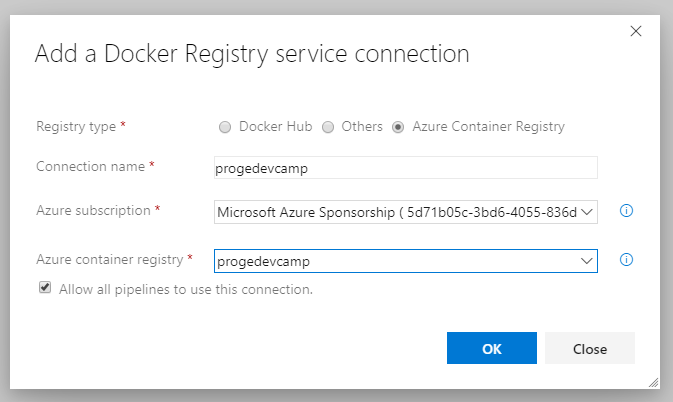 Add a Docker Registry service connection
Registry type * Docker Hub Others Azure Container Registry
Connection name * progedevcamp
Azure subscription * Microsoft Azure Sponsorship ( 5d71b05c-3bd6-4055-836d
Azure container registry * progedevcamp
Allow all pipelines to use this connection.
OK Close